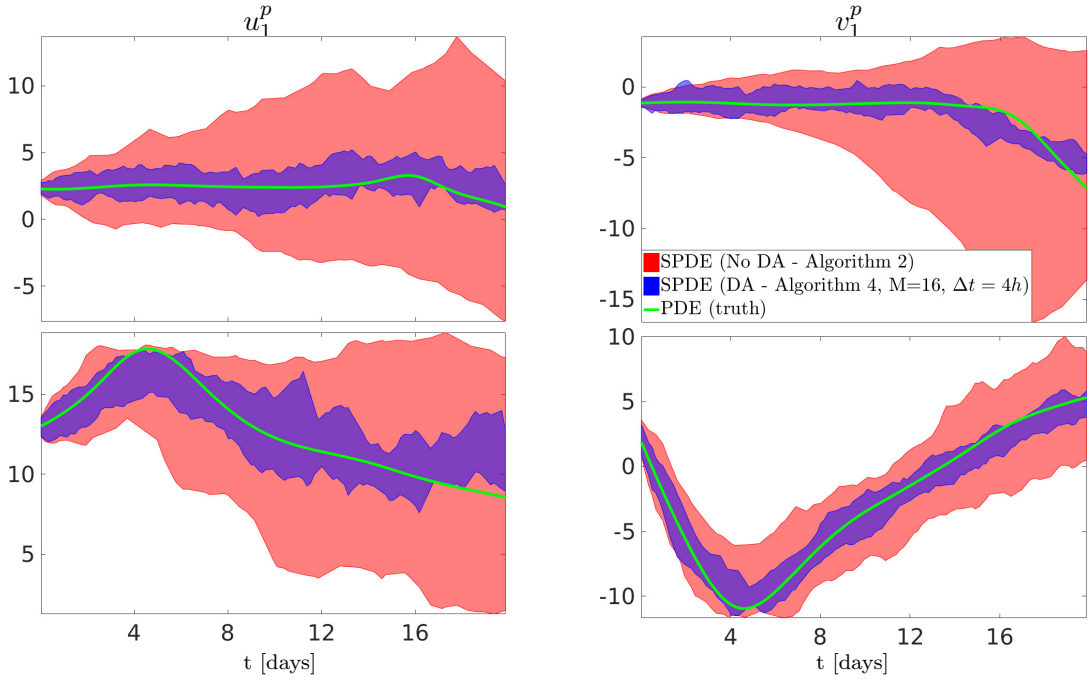 $u_1^p$ $v_1^p$
10
5
0
-5
0
-5
-10
-15
SPDE (No DA - Algorithm 2)
SPDE (DA - Algorithm 4, M=16, Δt = 4h)
PDE (truth)
15
10
5
4 8 12 16
t [days]
10
5
0
-5
-10
4 8 12 16
t [days]